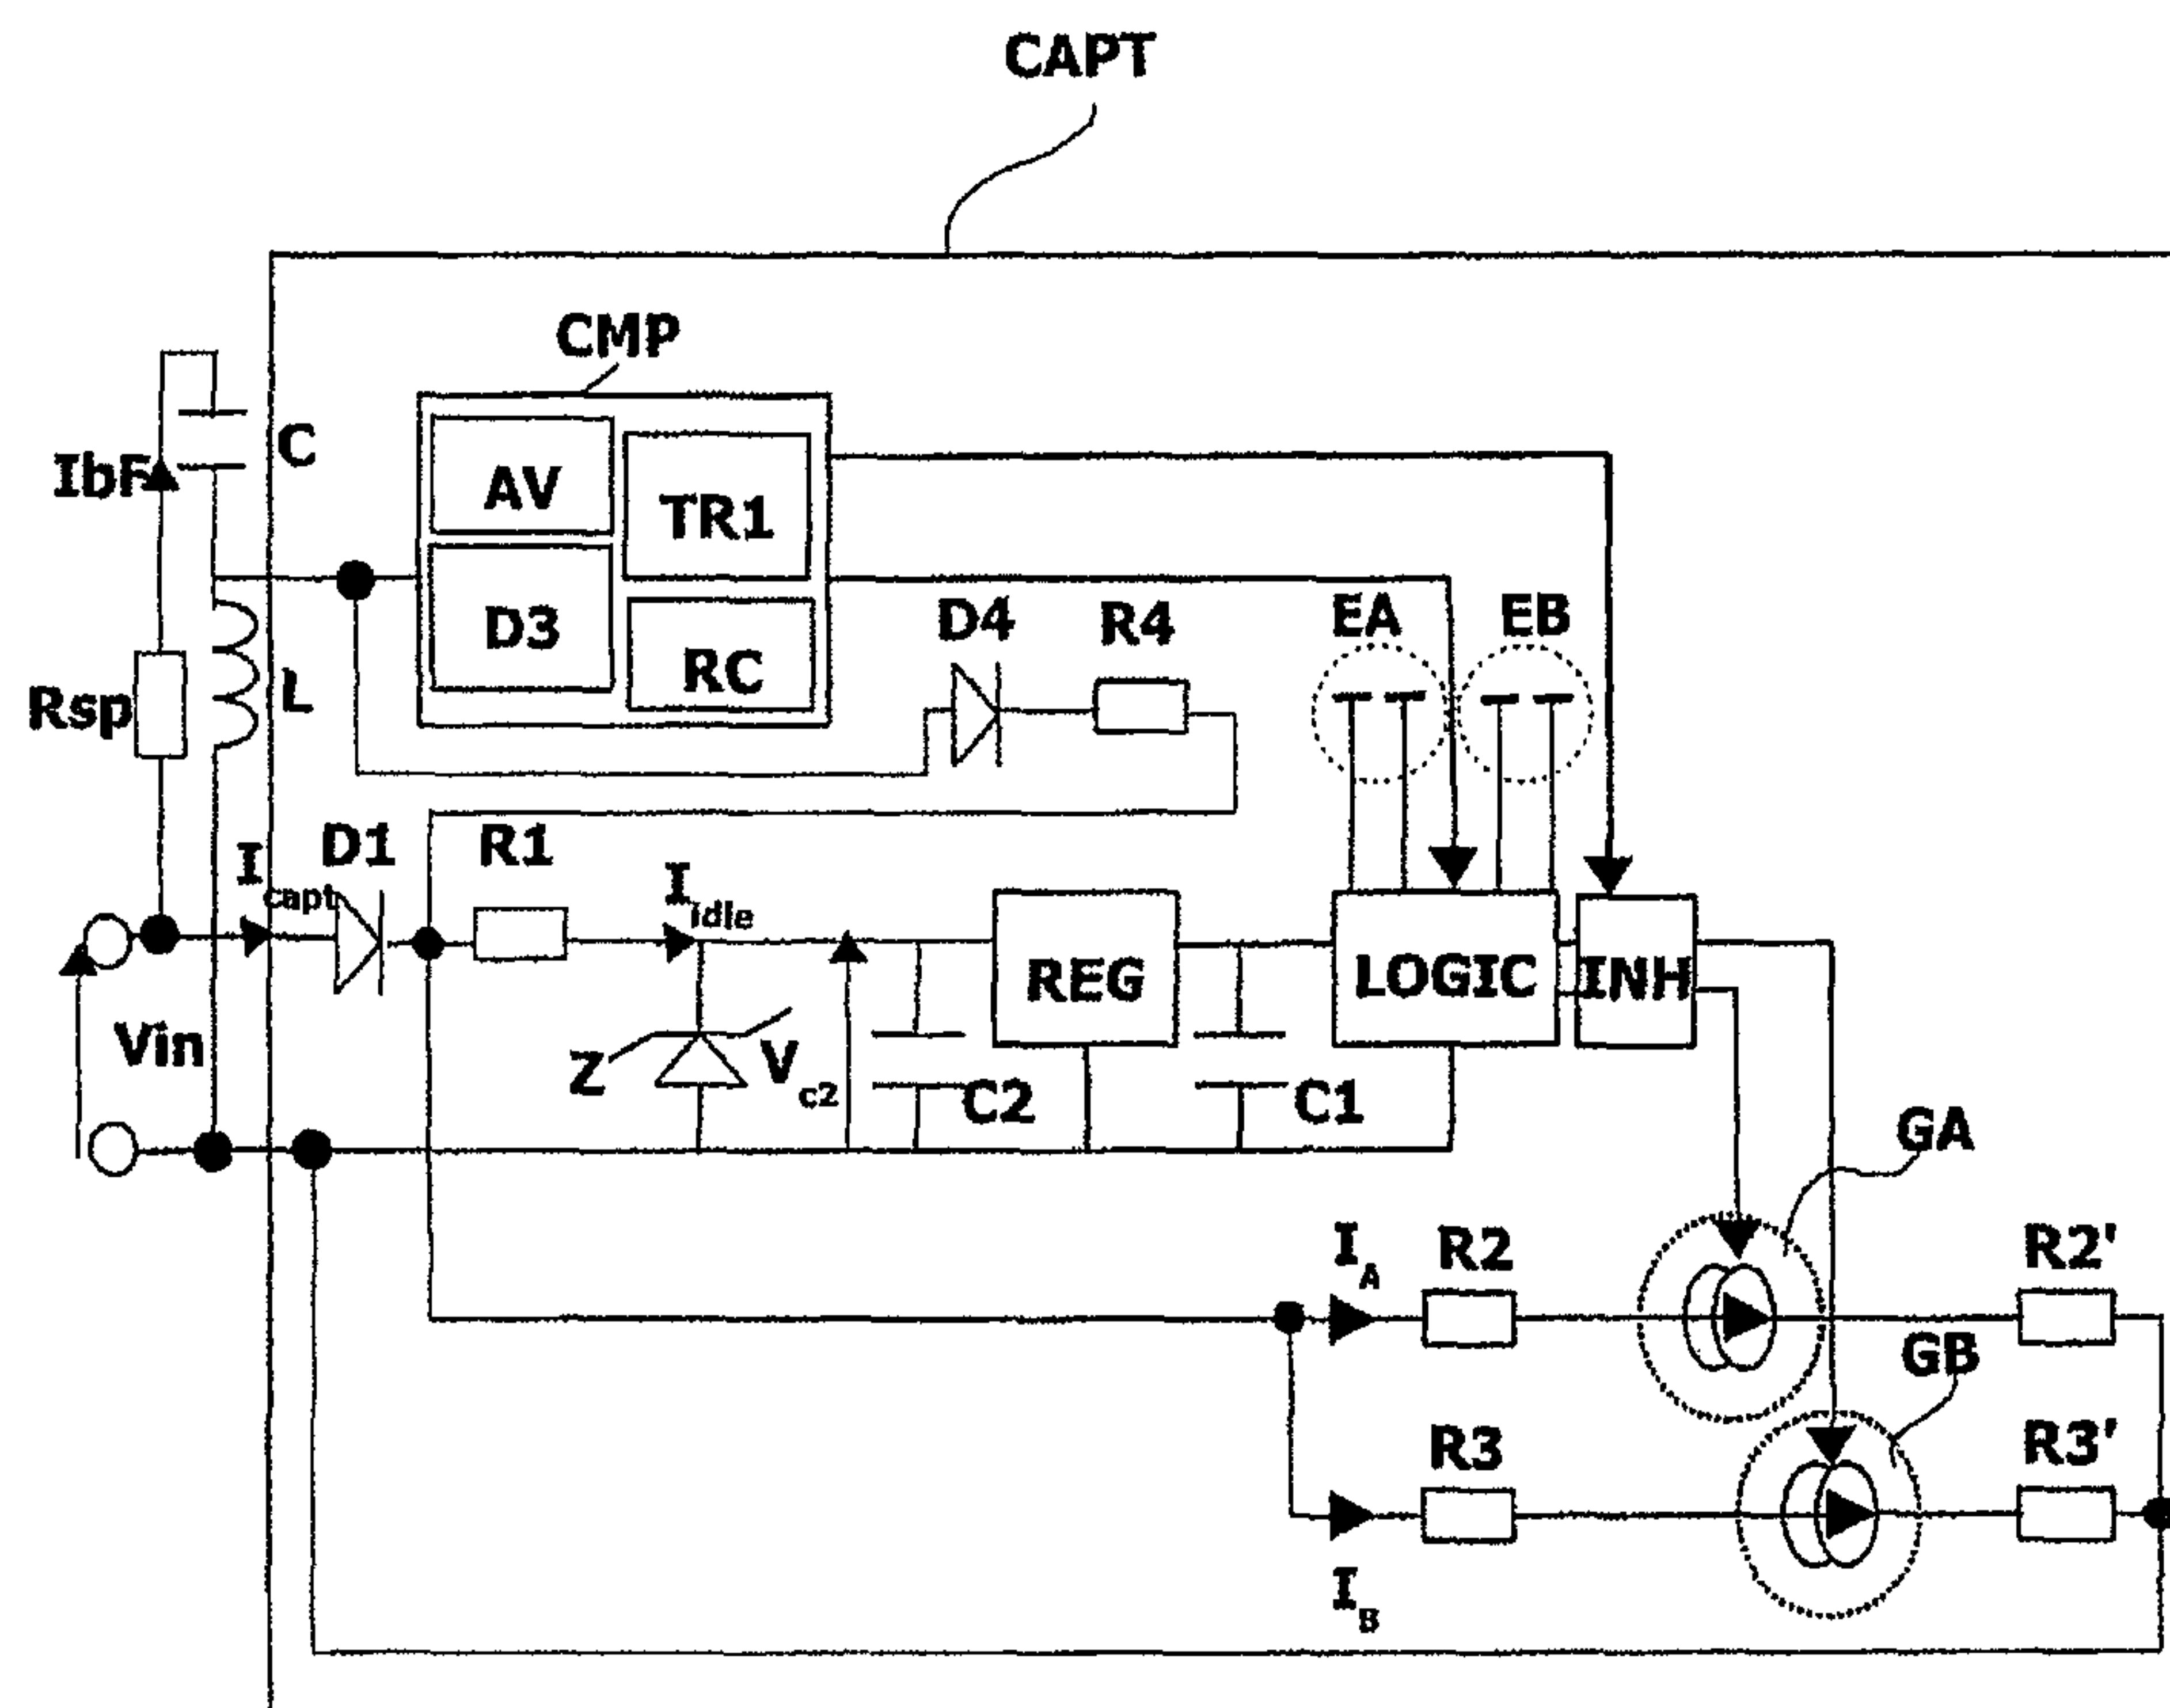 CAPT
CMP
C
IbF
AV
TR1
D3
RC
D4
R4
EA
EB
Rsp
L
I capt
D1
R1
I idle
REG
LOGIC
INH
Vin
Z
V c2
C2
C1
GA
I A
R2
R2'
GB
R3
R3'
I B